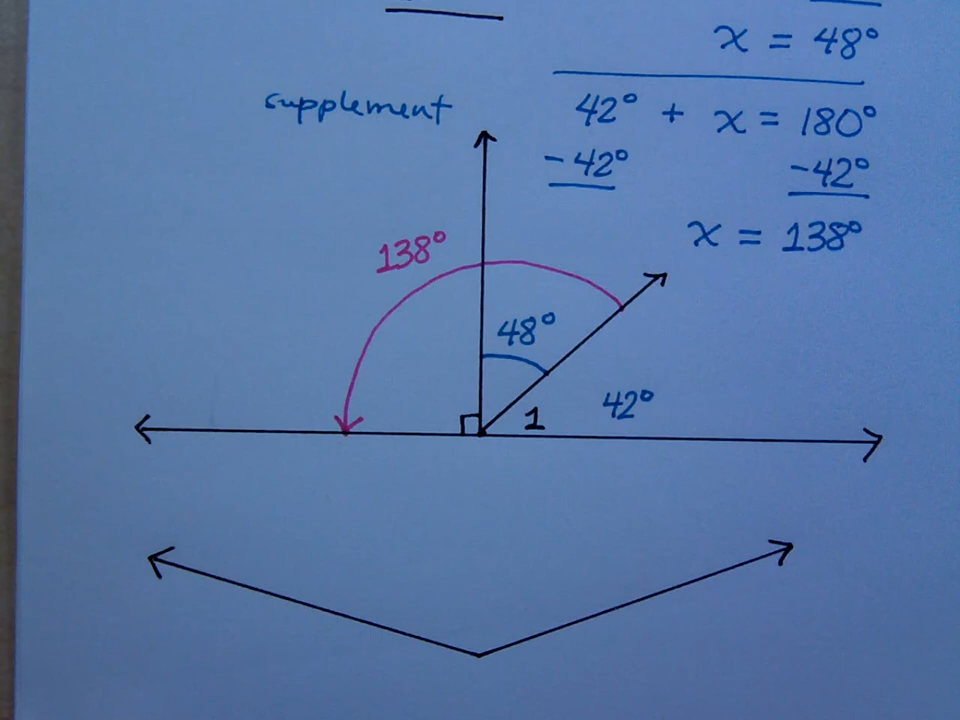 x = 48°
supplement
42° + x = 180°
-42° -42°
x = 138°
138°
48°
42°
1